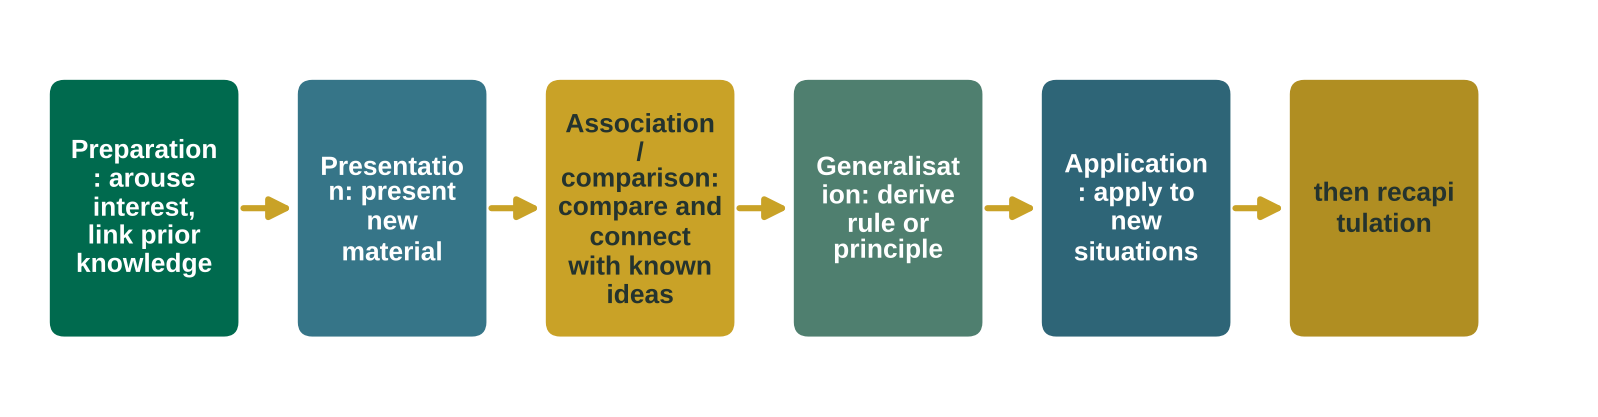 Preparation
: arouse
interest,
link prior
knowledge
Presentatio
n: present
new
material
Association
/
comparison:
compare and
connect
with known
ideas
Generalisat
ion: derive
rule or
principle
Application
: apply to
new
situations
then recapi
tulation